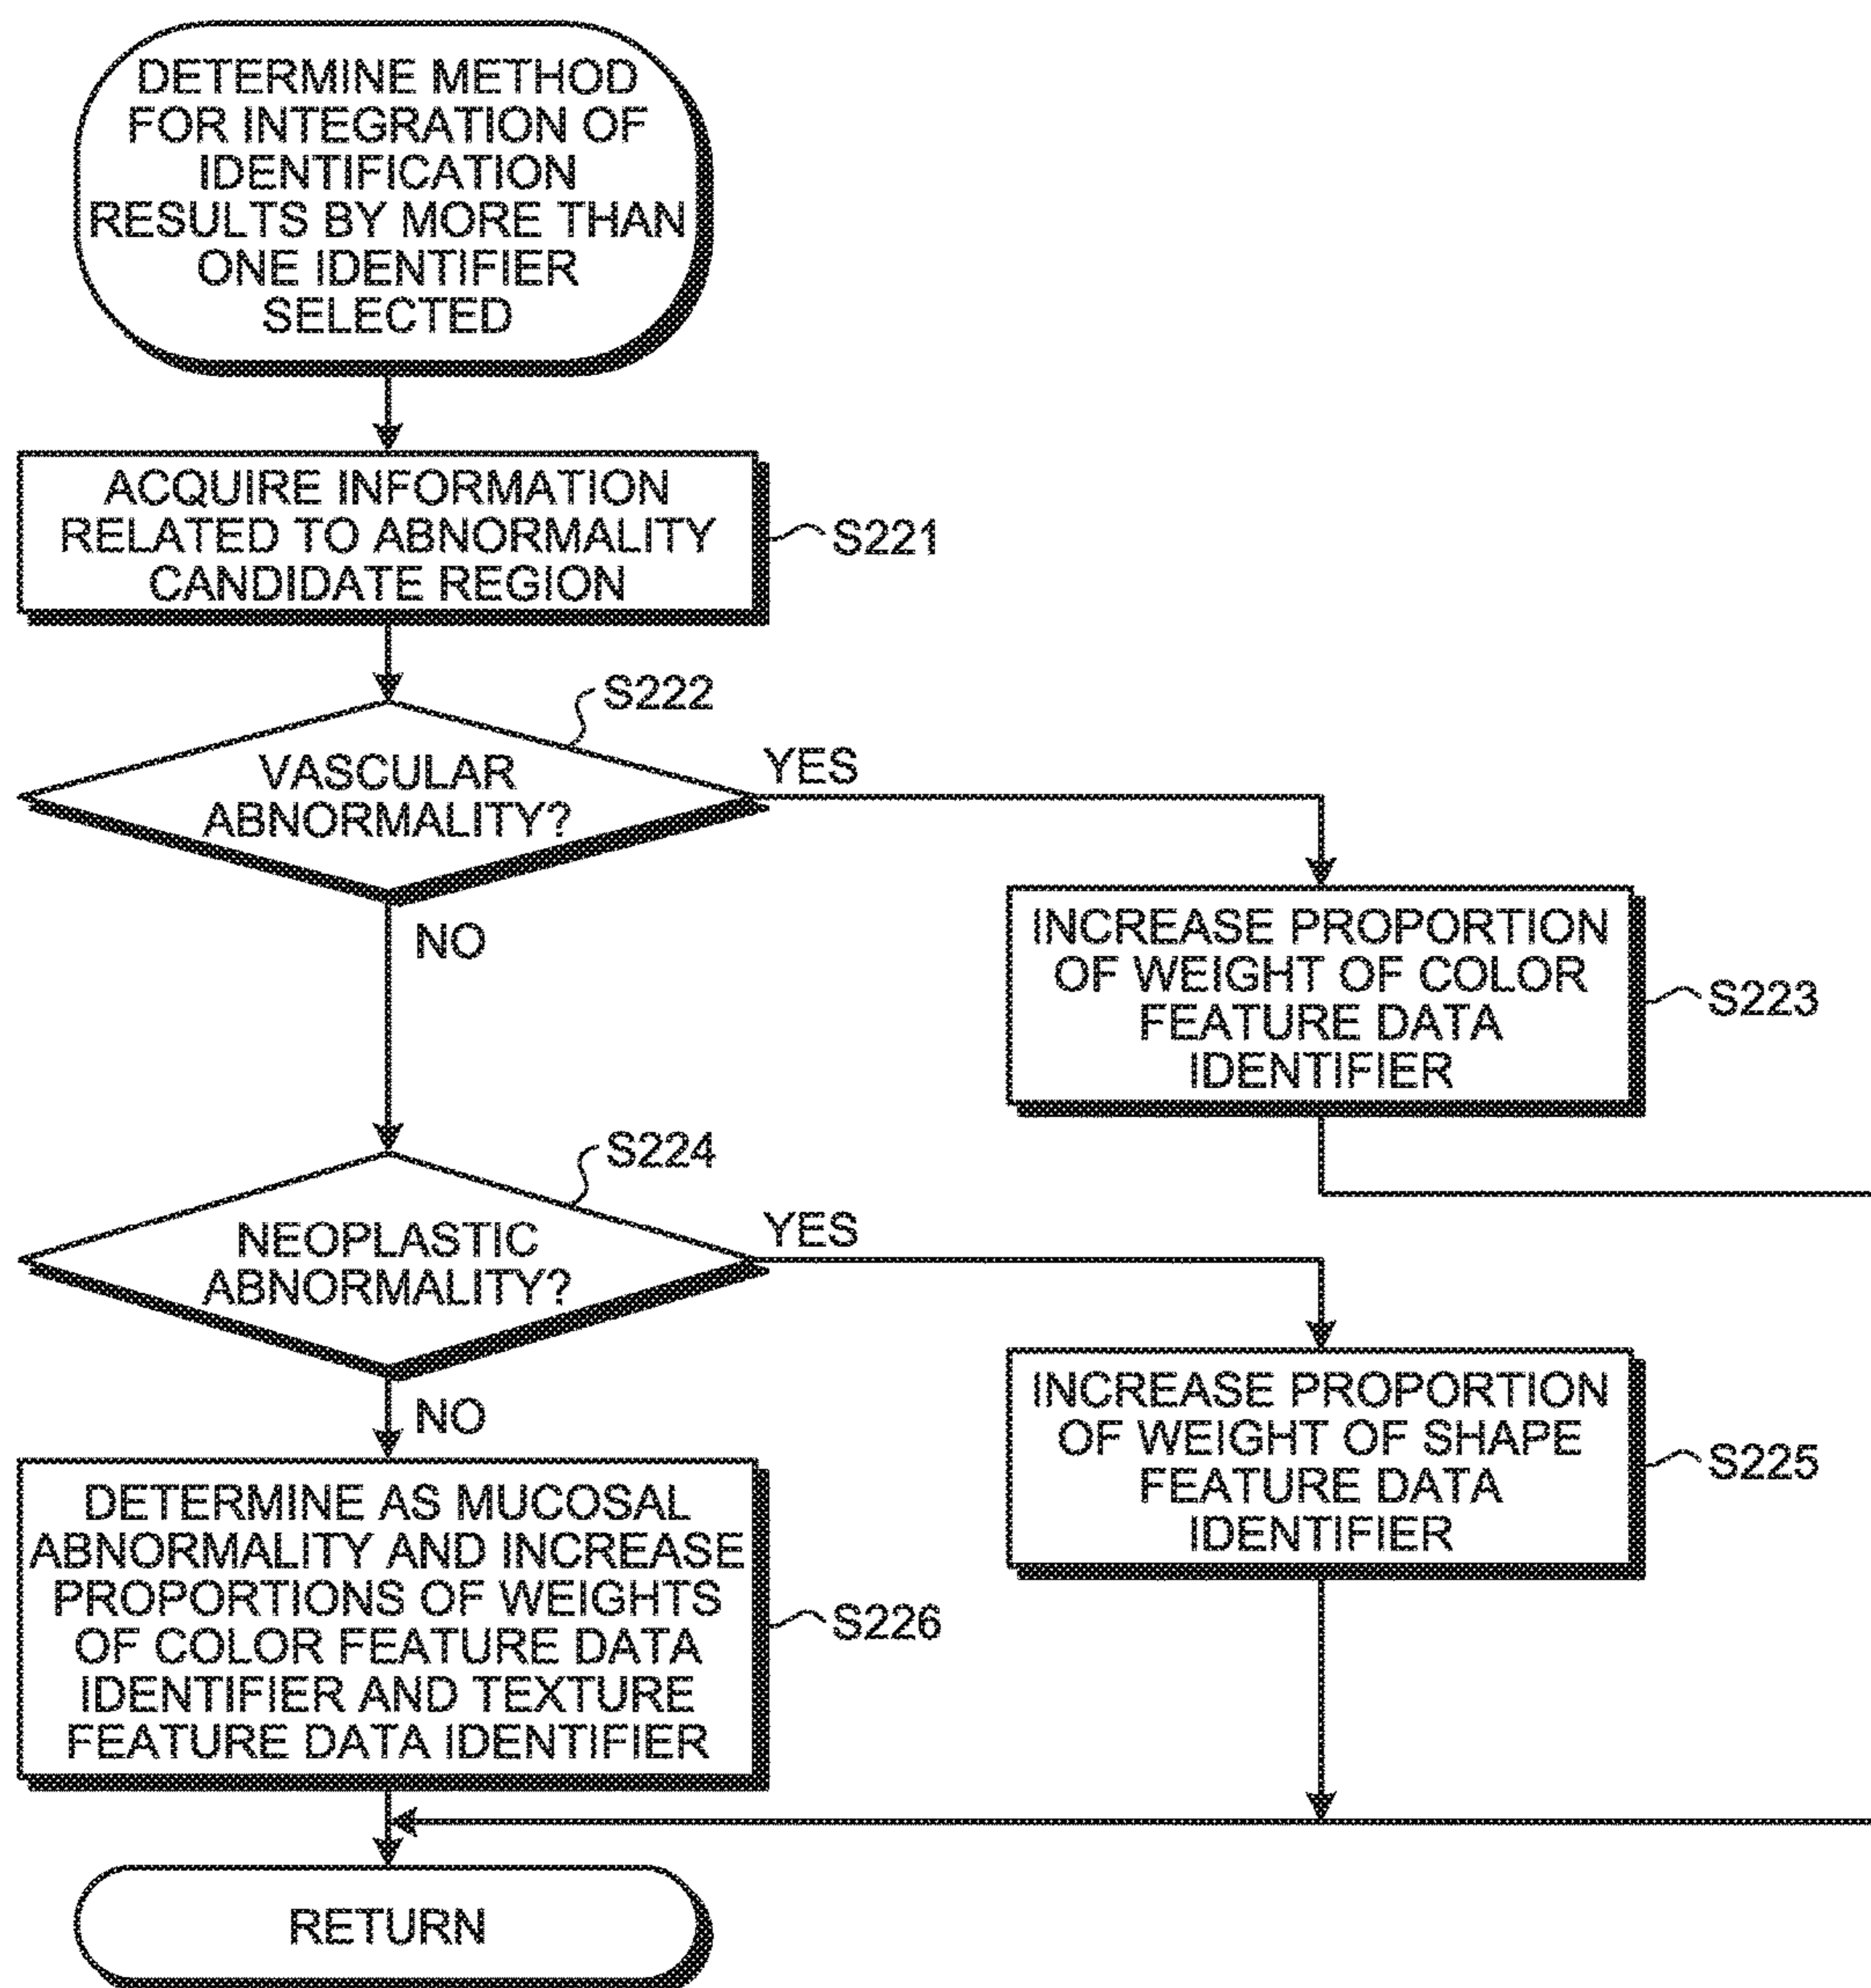 DETERMINE METHOD
FOR INTEGRATION OF
IDENTIFICATION
RESULTS BY MORE THAN
ONE IDENTIFIER
SELECTED
ACQUIRE INFORMATION
RELATED TO ABNORMALITY
CANDIDATE REGION
S221
S222
VASCULAR
ABNORMALITY?
YES
NO
INCREASE PROPORTION
OF WEIGHT OF COLOR
FEATURE DATA
IDENTIFIER
S223
S224
NEOPLASTIC
ABNORMALITY?
YES
NO
INCREASE PROPORTION
OF WEIGHT OF SHAPE
FEATURE DATA
IDENTIFIER
S225
DETERMINE AS MUCOSAL
ABNORMALITY AND INCREASE
PROPORTIONS OF WEIGHTS
OF COLOR FEATURE DATA
IDENTIFIER AND TEXTURE
FEATURE DATA IDENTIFIER
S226
RETURN